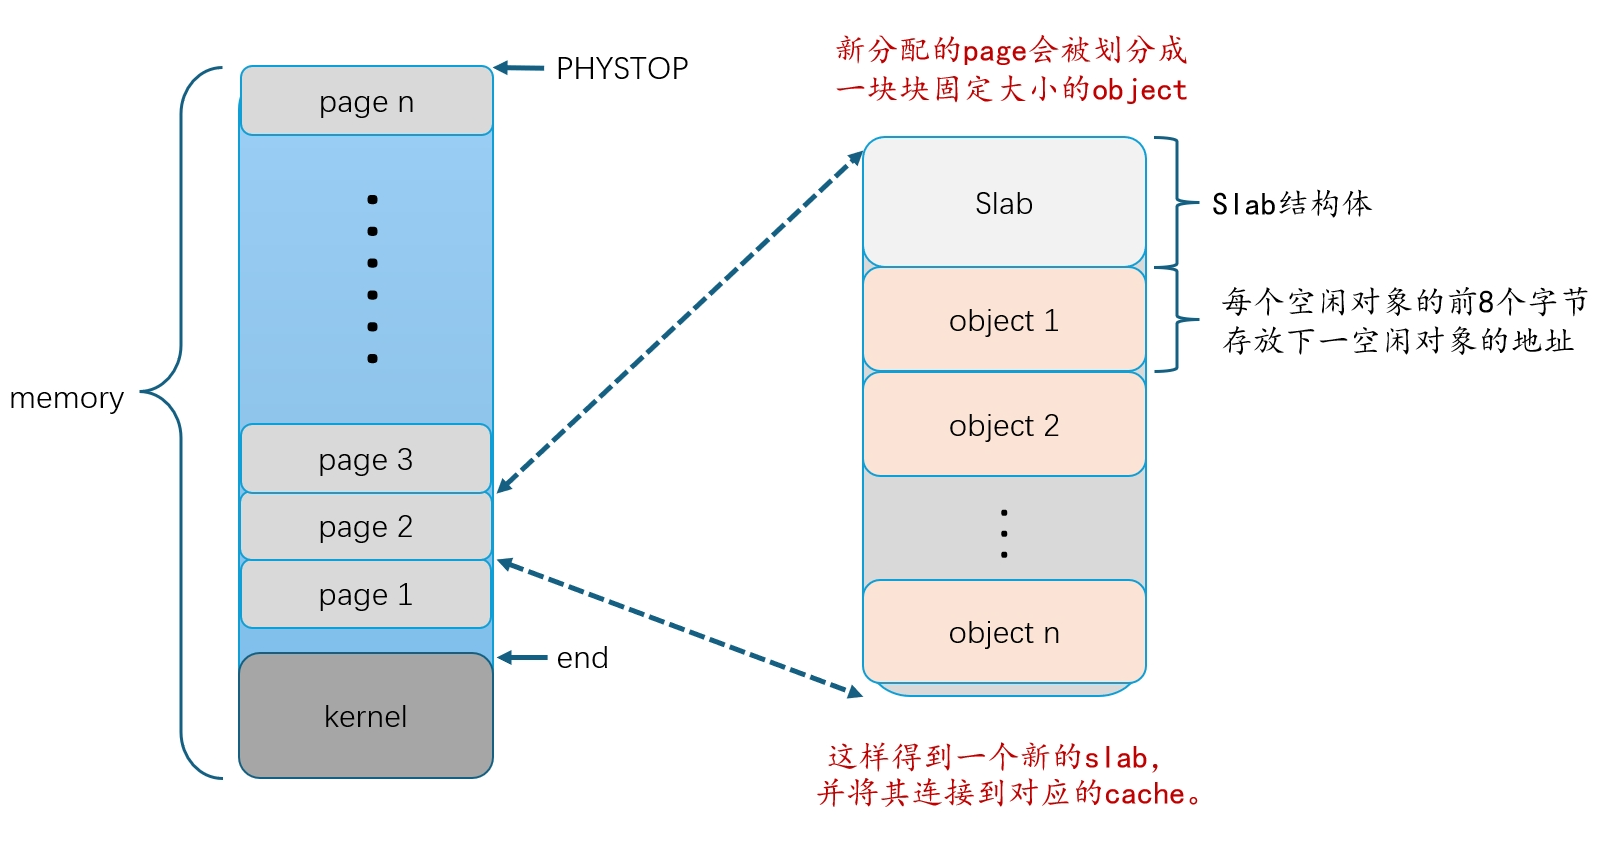 memory
page n
PHYSTOP
page 3
page 2
page 1
end
kernel
新分配的page会被划分成
一块块固定大小的object
Slab
Slab结构体
object 1
每个空闲对象的前8个字节
存放下一空闲对象的地址
object 2
object n
这样得到一个新的slab，
并将其连接到对应的cache。